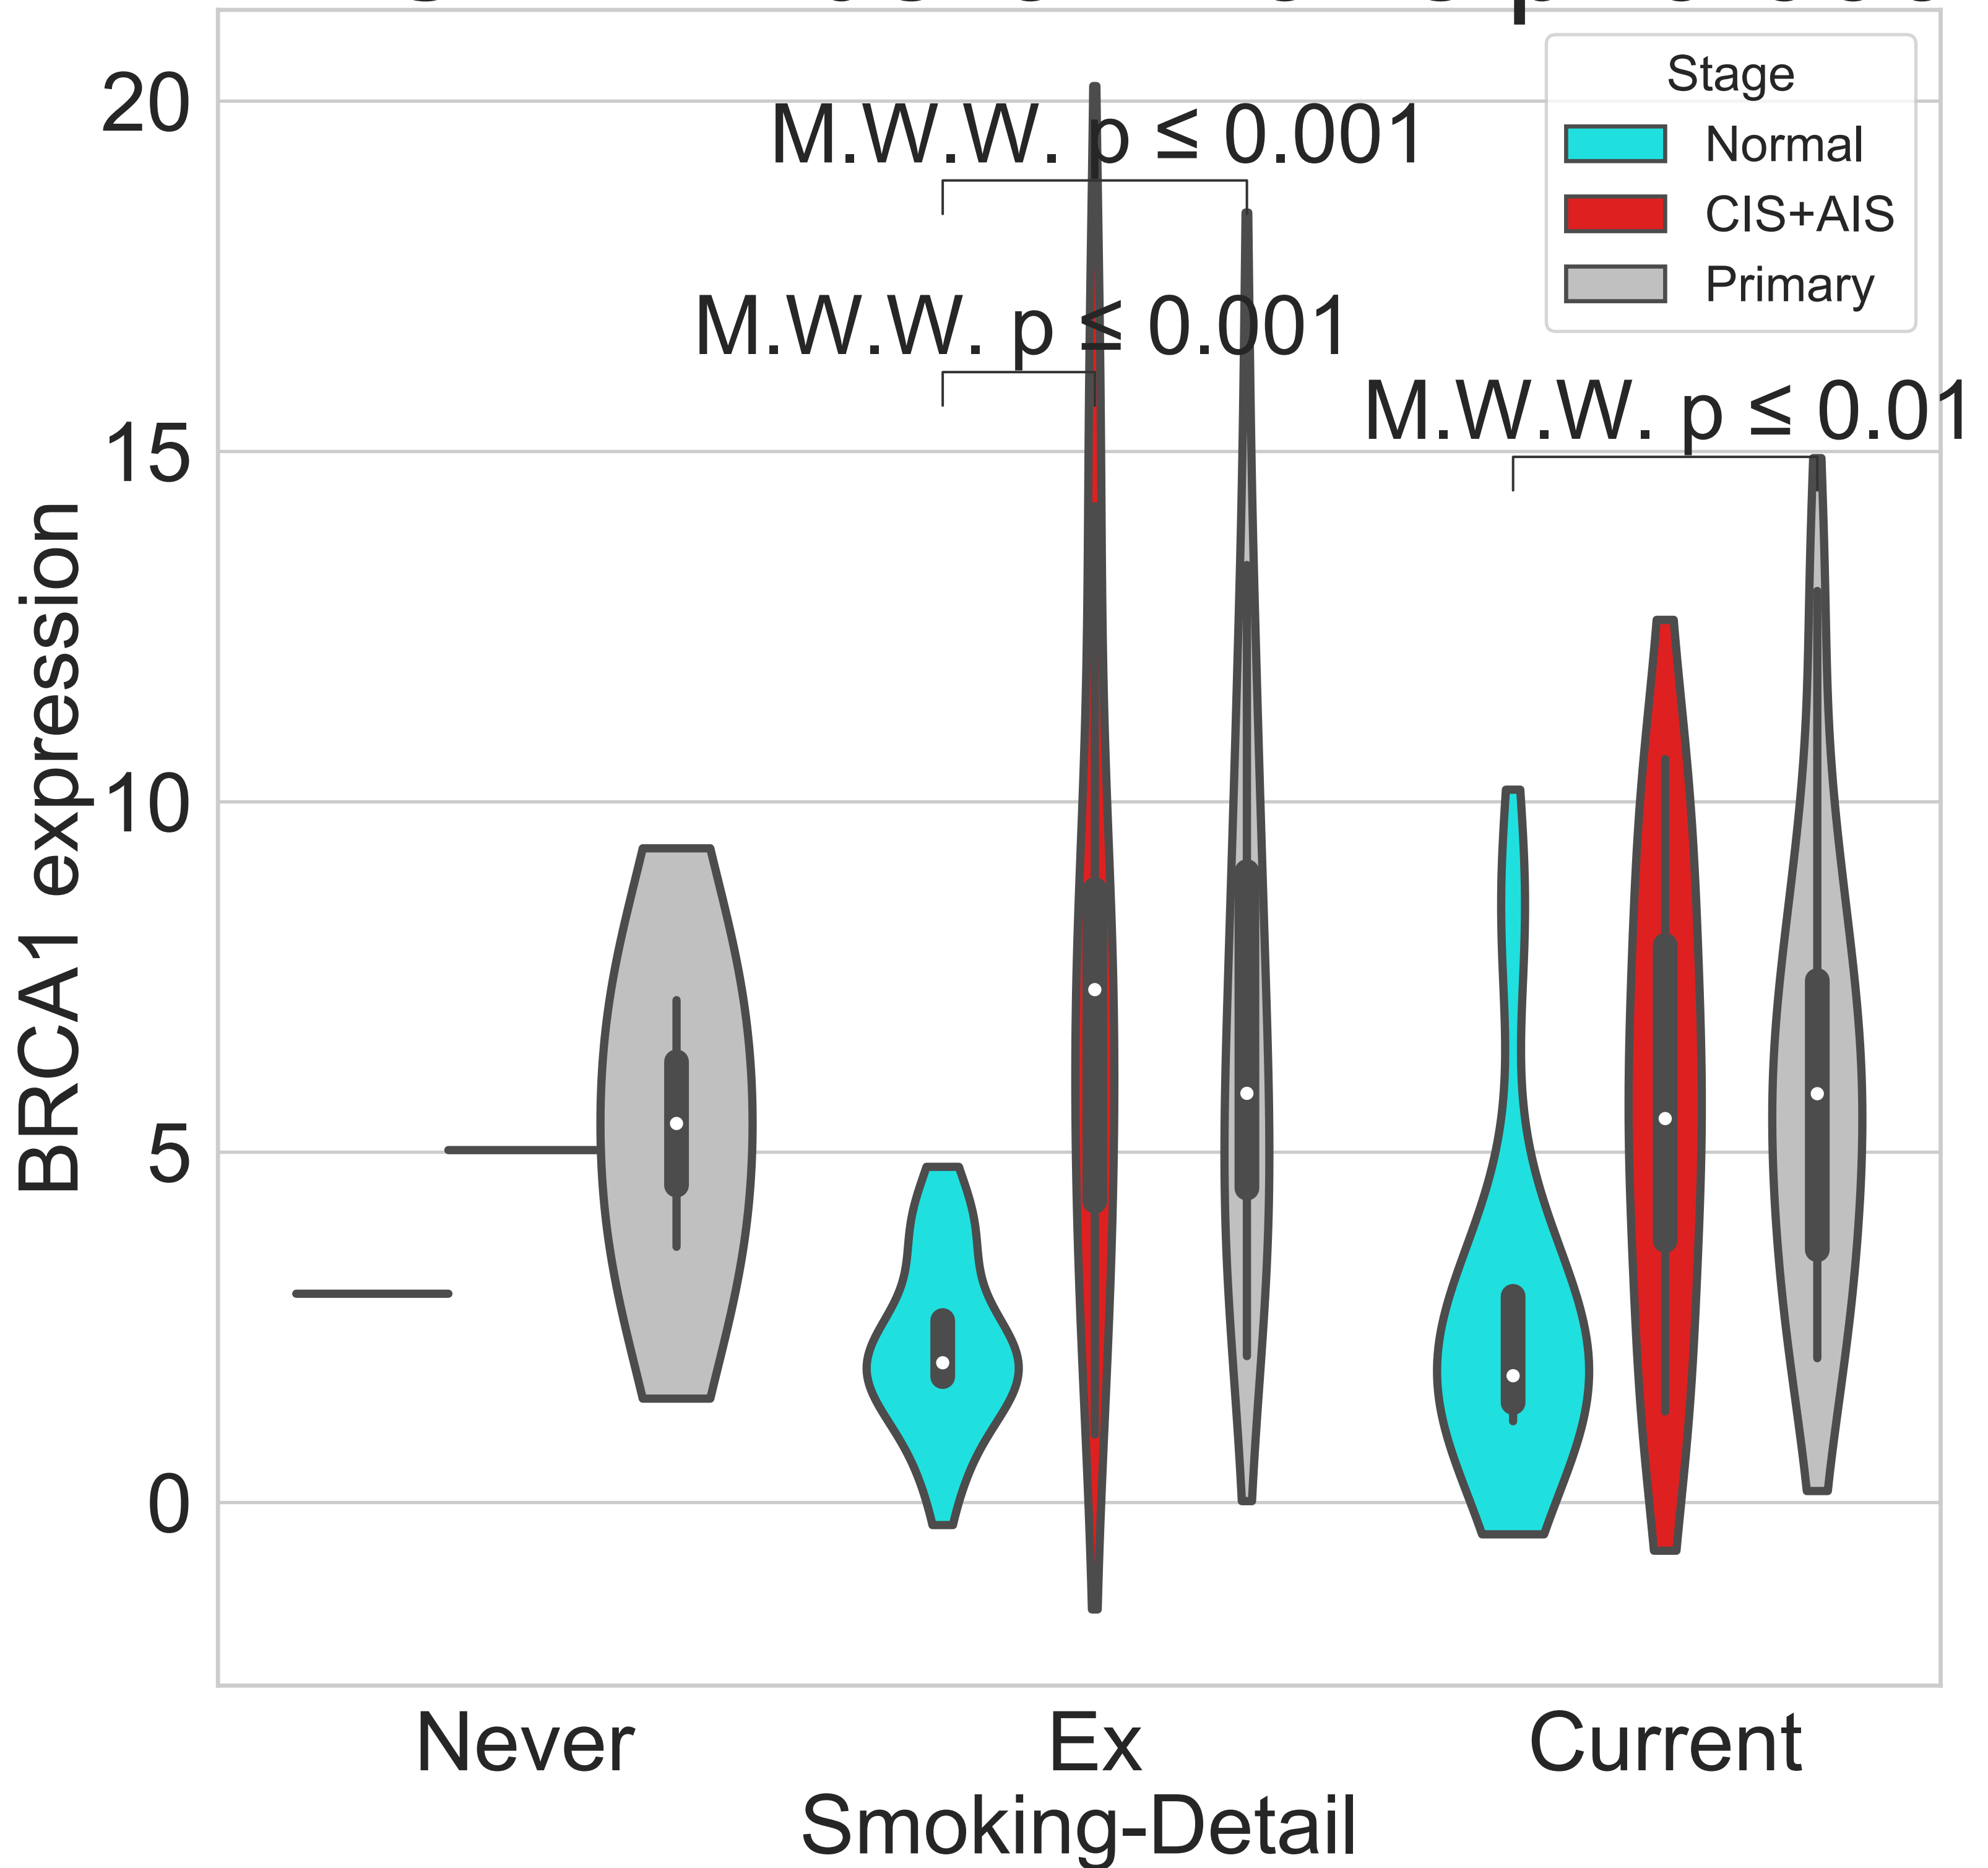 Stage
Normal
CIS+AIS
Primary
M.W.W. p ≤ 0.001
M.W.W. p ≤ 0.001
M.W.W. p ≤ 0.01
20
15
10
5
0
BRCA1 expression
Never
Ex
Current
Smoking-Detail